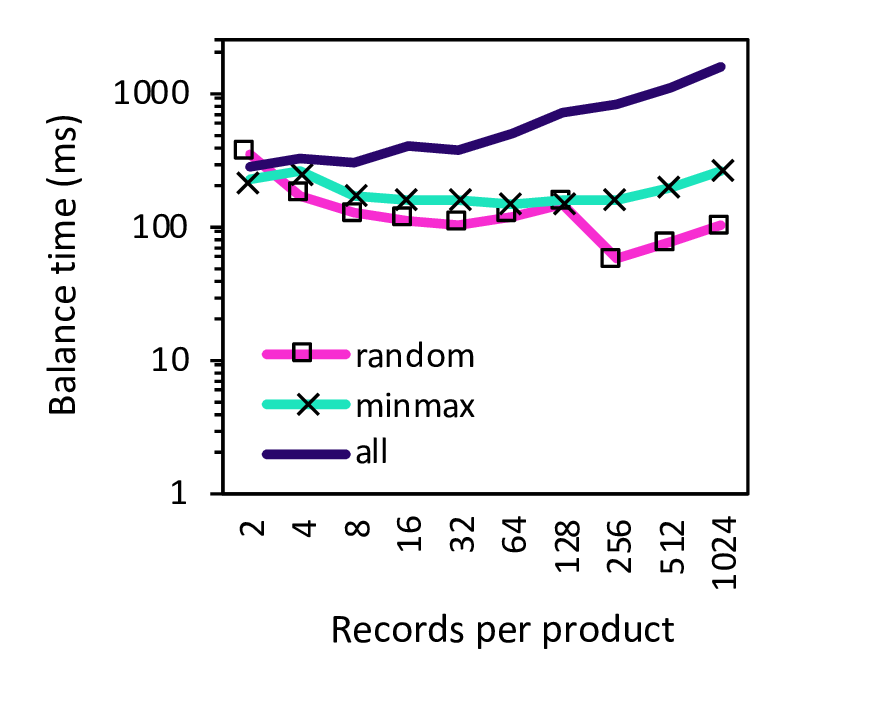 1000
100
10
1
Balance time (ms)
random
minmax
all
2 4 8 16 32 64 128 256 512 1024
Records per product